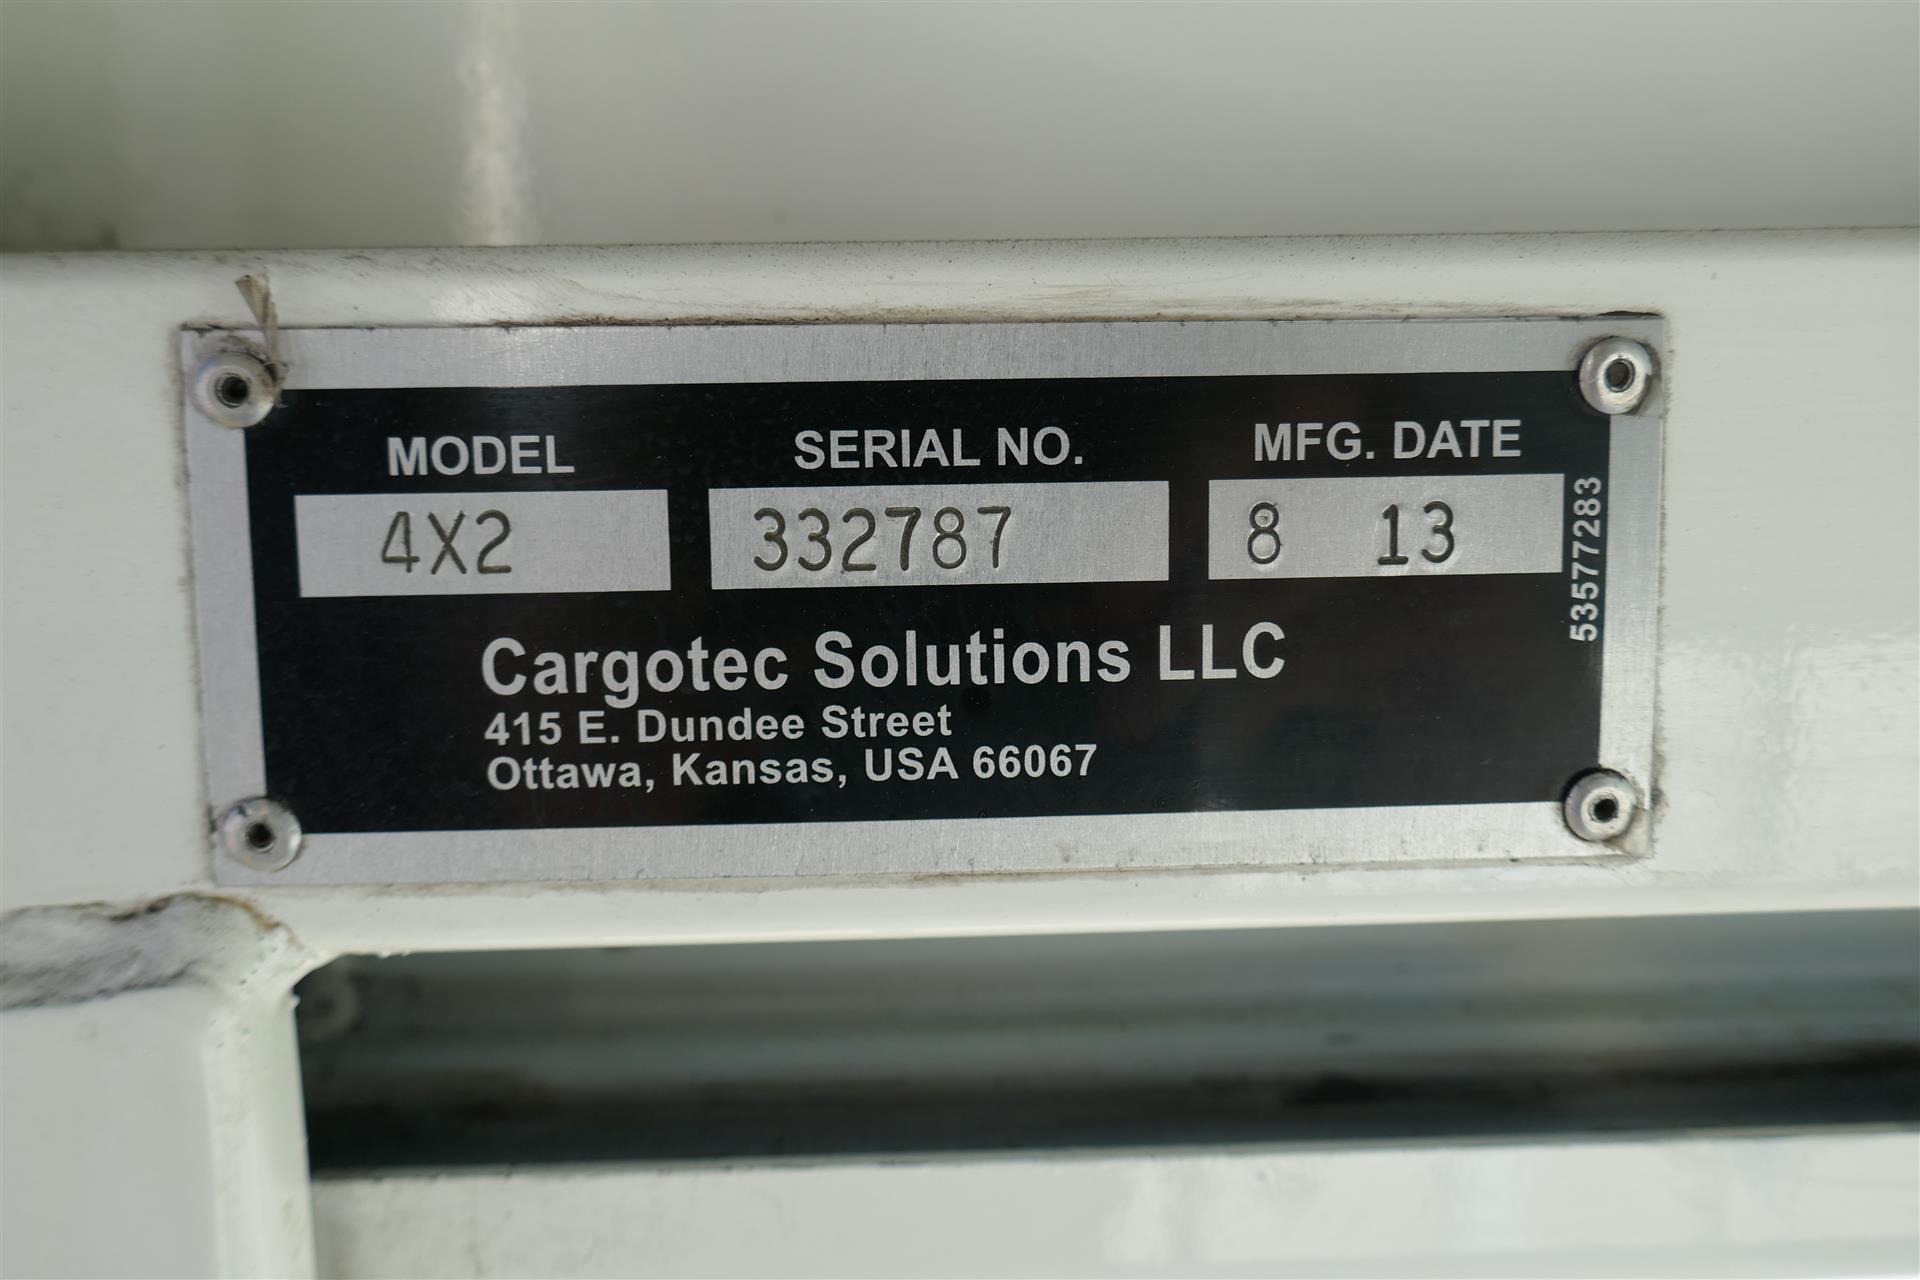 MODEL SERIAL NO. MFG. DATE
4X2 332787 8 13
53577283
Cargotec Solutions LLC
415 E. Dundee Street
Ottawa, Kansas, USA 66067